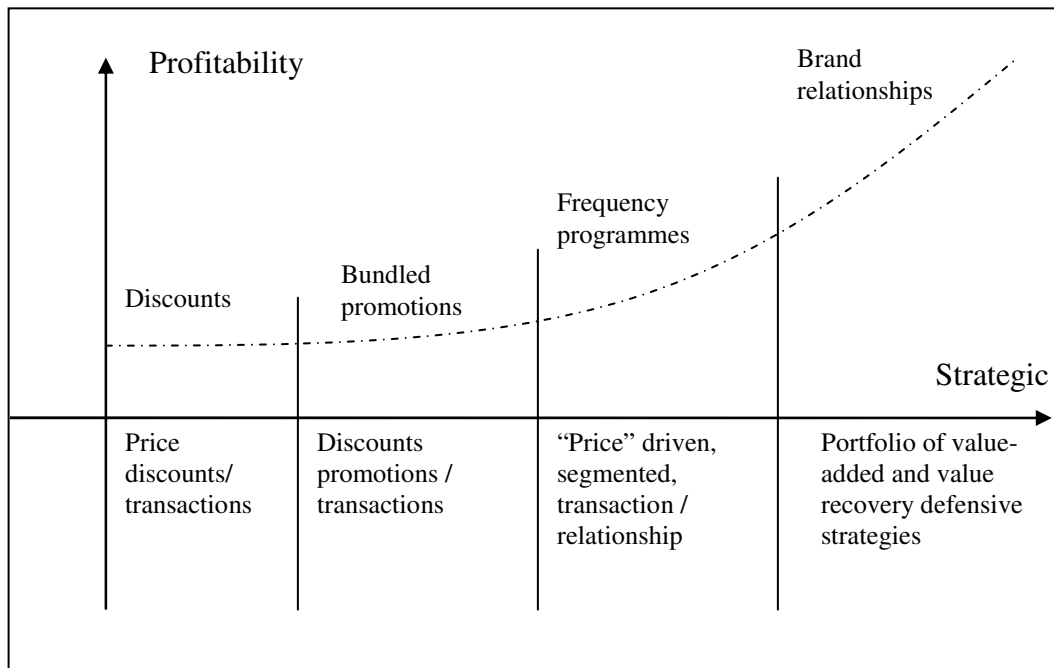 Profitability
Brand
relationships
Frequency
programmes
Bundled
promotions
Discounts
Strategic
Price
discounts/
transactions
Discounts
promotions /
transactions
“Price” driven,
segmented,
transaction /
relationship
Portfolio of value-
added and value
recovery defensive
strategies